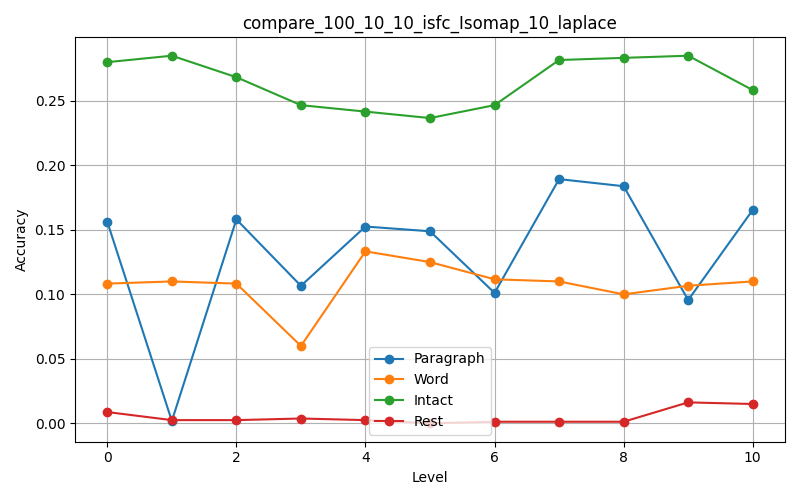 compare_100_10_10_isfc_Isomap_10_laplace
Accuracy
0.25
0.20
0.15
0.10
0.05
0.00
Paragraph
Word
Intact
Rest
0 2 4 6 8 10
Level